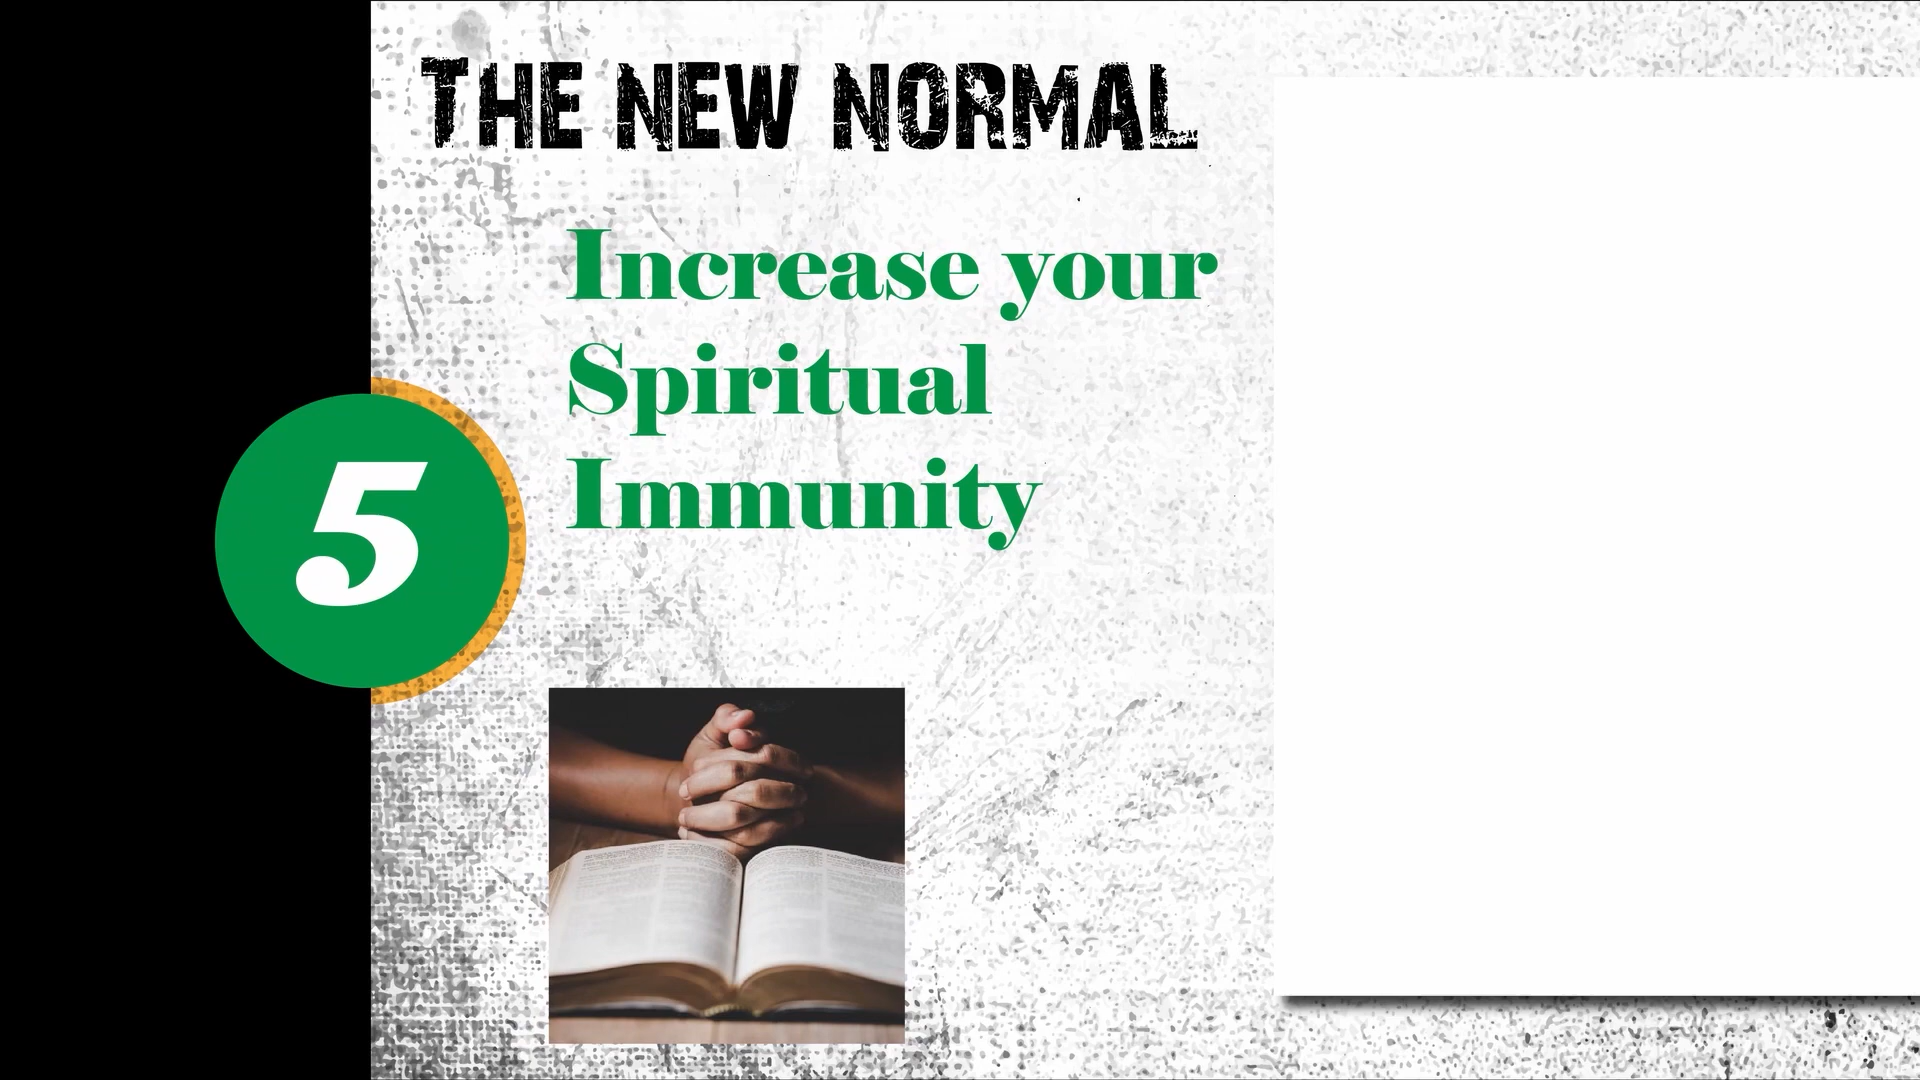 THE NEW NORMAL
Increase your
Spiritual
Immunity
5